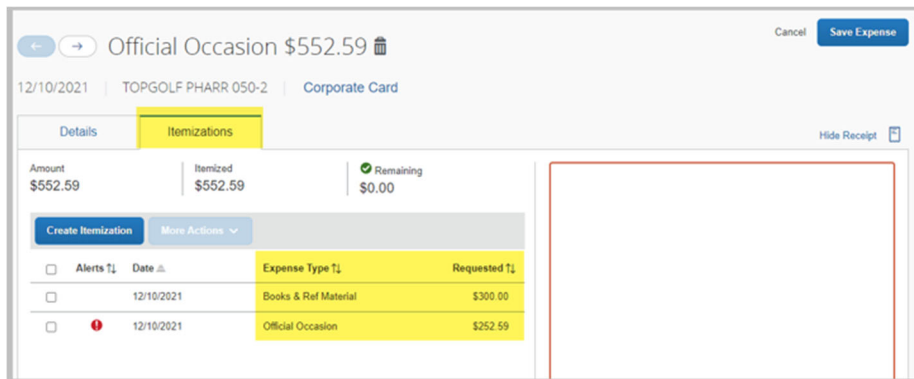 Official Occasion $552.59
Cancel
Save Expense
12/10/2021 | TOPGOLF PHARR 050-2 | Corporate Card
Details
Itemizations
Hide Receipt
Amount
$552.59
Itemized
$552.59
Remaining
$0.00
Create Itemization
More Actions
Alerts Date Expense Type Requested
12/10/2021 Books & Ref Material $300.00
12/10/2021 Official Occasion $252.59